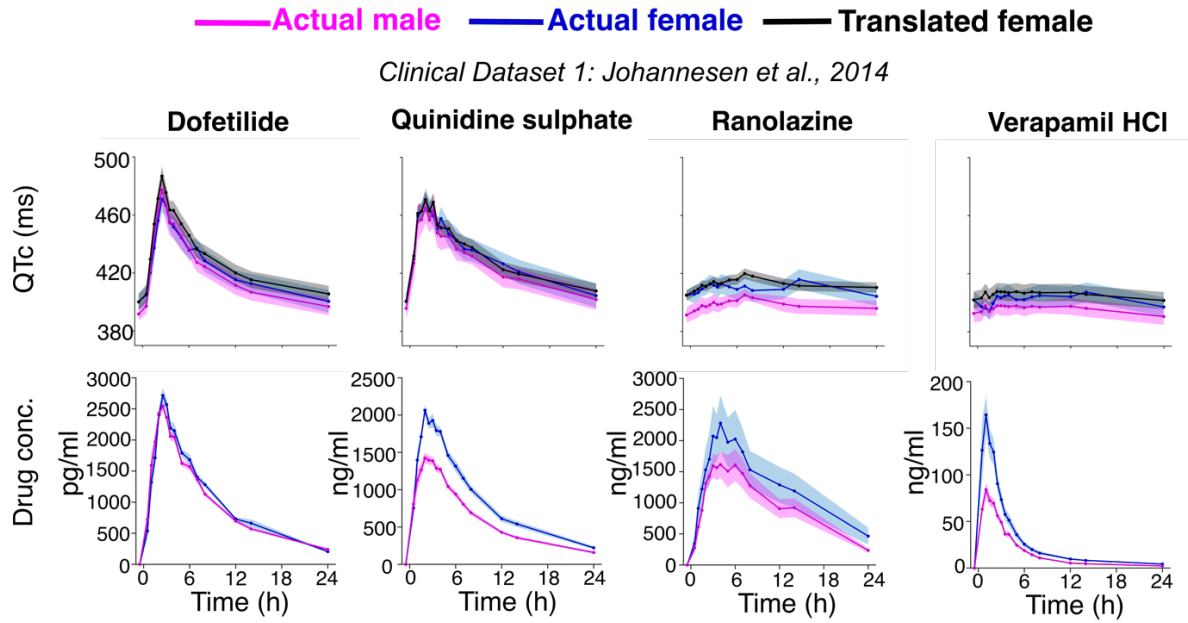 Actual male Actual female Translated female
Clinical Dataset 1: Johannesen et al., 2014
Dofetilide Quinidine sulphate Ranolazine Verapamil HCl
QTc (ms)
500
460
420
380
Drug conc.
pg/ml
3000
2500
2000
1500
1000
500
0
0 6 12 18 24
Time (h)
ng/ml
2500
2000
1500
1000
500
0
0 6 12 18 24
Time (h)
ng/ml
3000
2500
2000
1500
1000
500
0
0 6 12 18 24
Time (h)
ng/ml
200
150
100
50
0
0 6 12 18 24
Time (h)